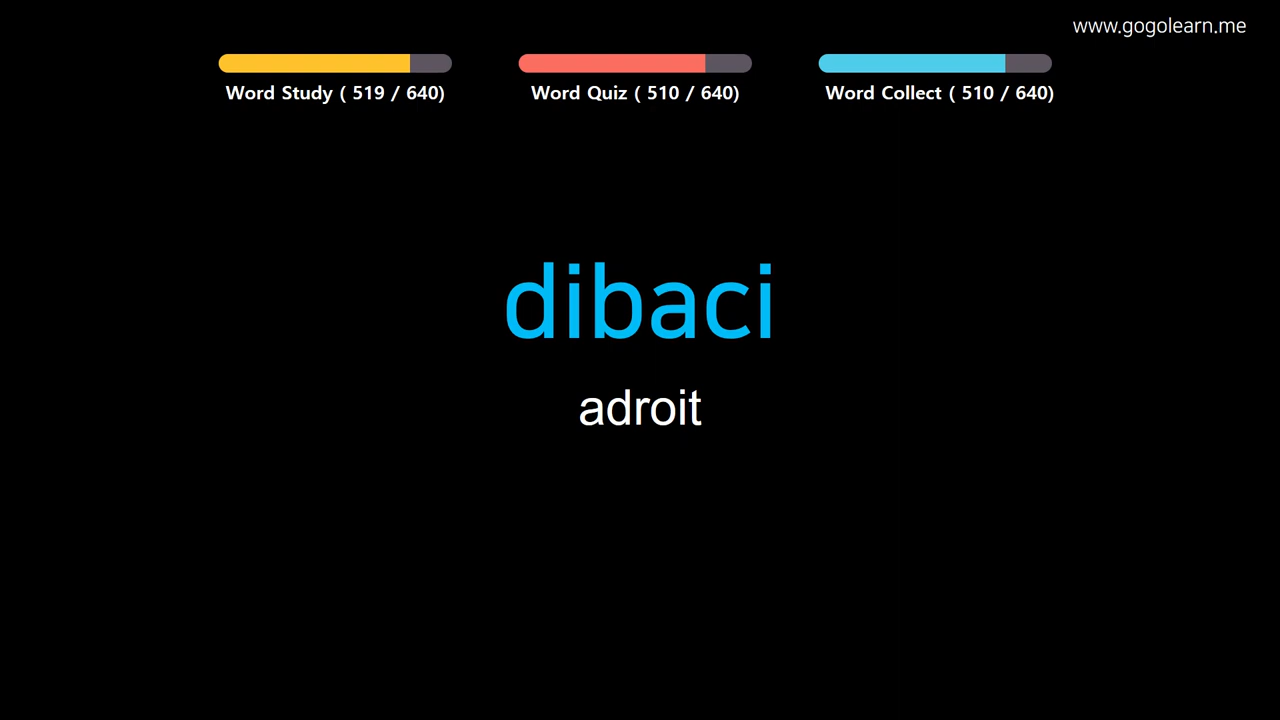 www.gogolearn.me
Word Study ( 519 / 640)
Word Quiz ( 510 / 640)
Word Collect ( 510 / 640)
dibaci
adroit